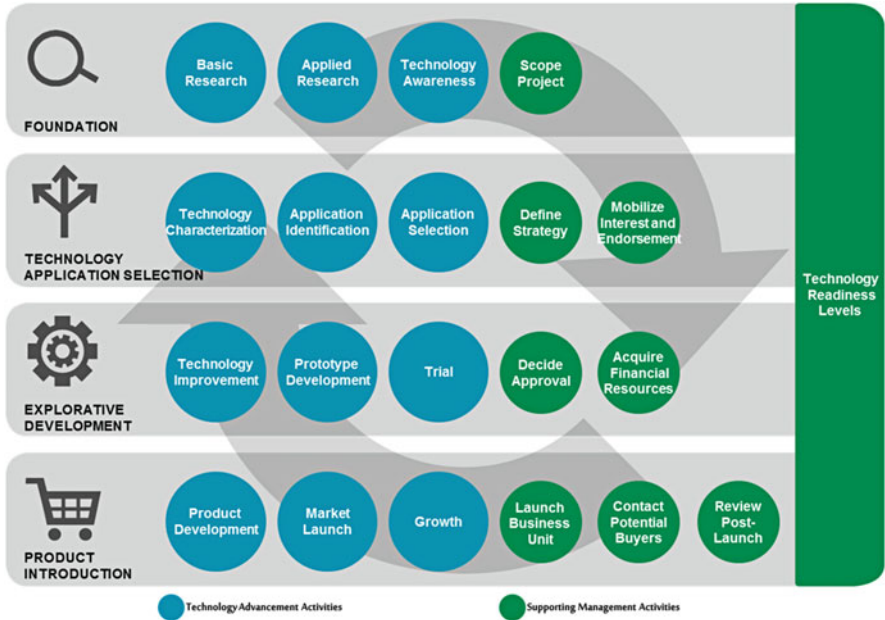 Basic
Research
Applied
Research
Technology
Awareness
Scope
Project
FOUNDATION
Technology
Characterization
Application
Identification
Application
Selection
Define
Strategy
Mobilize
Interest and
Endorsement
TECHNOLOGY
APPLICATION SELECTION
Technology
Readiness
Levels
Technology
Improvement
Prototype
Development
Trial
Decide
Approval
Acquire
Financial
Resources
EXPLORATIVE
DEVELOPMENT
Product
Development
Market
Launch
Growth
Launch
Business
Unit
Contact
Potential
Buyers
Review
Post-
Launch
PRODUCT
INTRODUCTION
Technology Advancement Activities
Supporting Management Activities